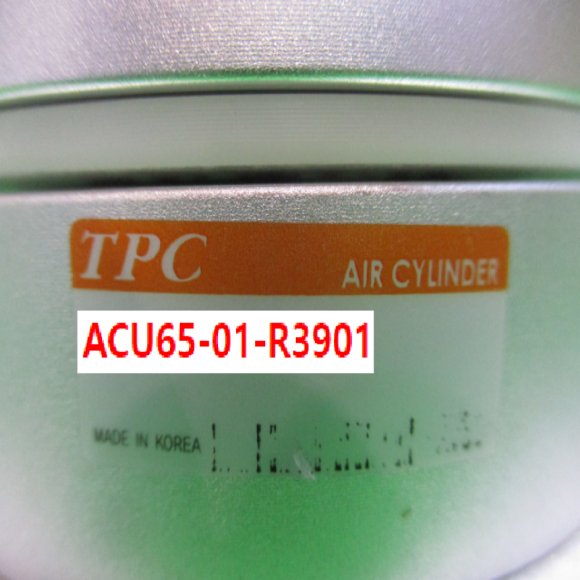 TPC
AIR CYLINDER
ACU65-01-R3901
MADE IN KOREA